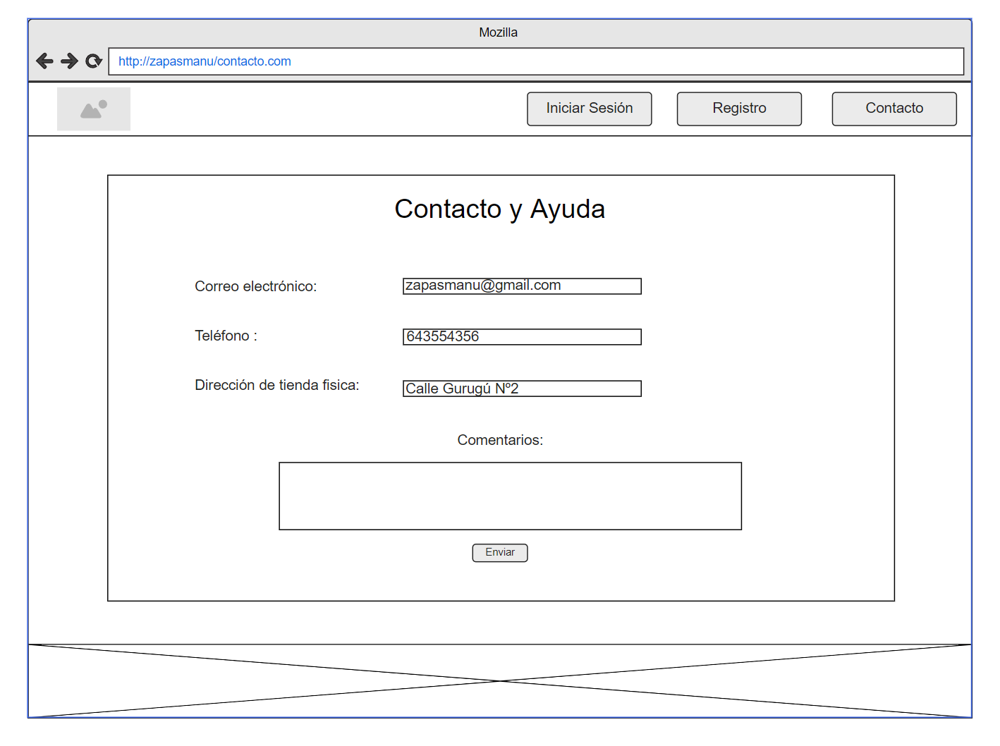 Mozilla
http://zapasmanu/contacto.com
Iniciar Sesión
Registro
Contacto
Contacto y Ayuda
Correo electrónico:
zapasmanu@gmail.com
Teléfono :
643554356
Dirección de tienda fisica:
Calle Gurugú Nº2
Comentarios:
Enviar